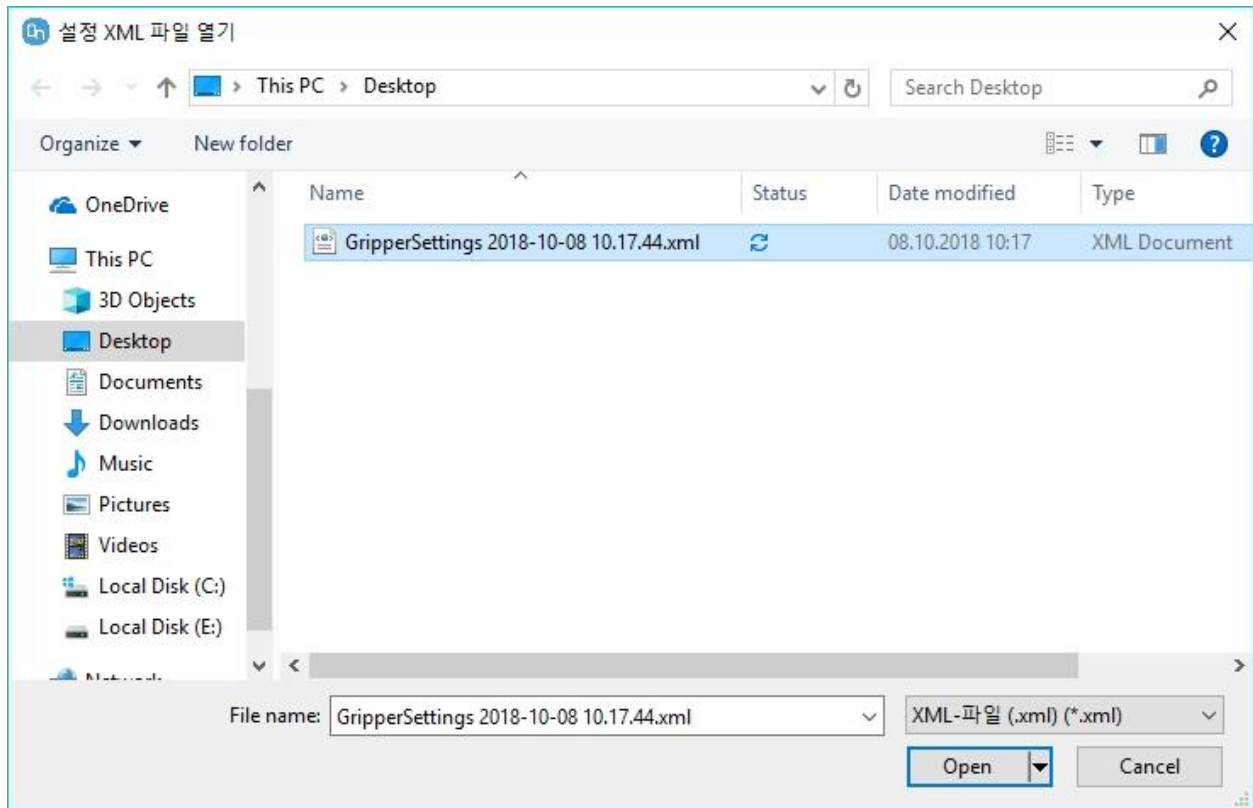 설정 XML 파일 열기
This PC > Desktop
Search Desktop
Organize
New folder
Name
Status
Date modified
Type
OneDrive
This PC
3D Objects
Desktop
Documents
Downloads
Music
Pictures
Videos
Local Disk (C:)
Local Disk (E:)
GripperSettings 2018-10-08 10.17.44.xml
08.10.2018 10:17
XML Document
File name:
GripperSettings 2018-10-08 10.17.44.xml
XML-파일 (.xml) (*.xml)
Open
Cancel